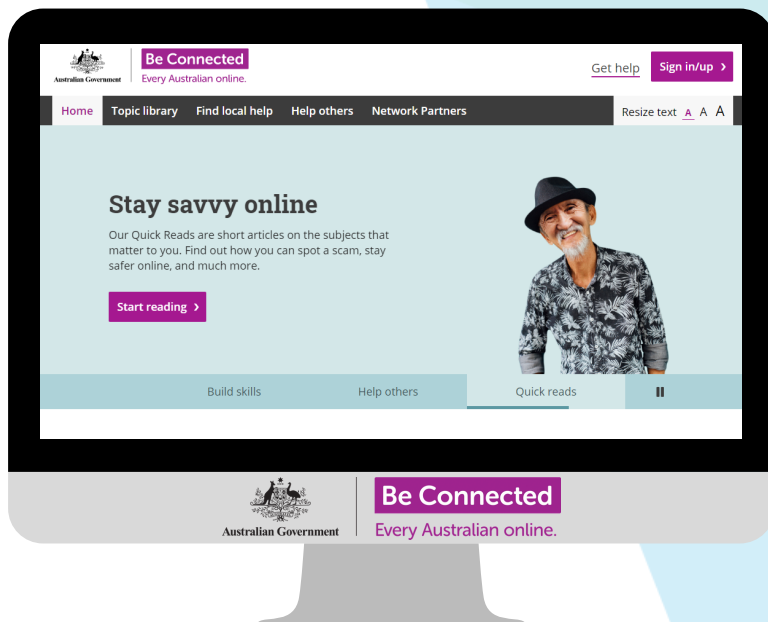 Be Connected
Australian Government
Every Australian online.
Get help
Sign in/up
Home Topic library Find local help Help others Network Partners
Resize text A A A
Stay savvy online
Our Quick Reads are short articles on the subjects that
matter to you. Find out how you can spot a scam, stay
safer online, and much more.
Start reading
Build skills Help others Quick reads
Be Connected
Australian Government
Every Australian online.